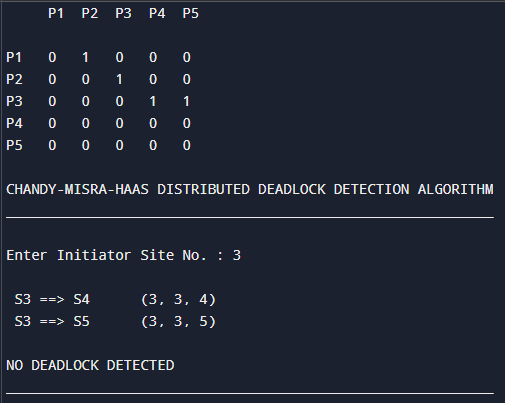 P1 P2 P3 P4 P5
P1 0 1 0 0 0
P2 0 0 1 0 0
P3 0 0 0 1 1
P4 0 0 0 0 0
P5 0 0 0 0 0
CHANDY-MISRA-HAAS DISTRIBUTED DEADLOCK DETECTION ALGORITHM
Enter Initiator Site No. : 3
S3 ==> S4 (3, 3, 4)
S3 ==> S5 (3, 3, 5)
NO DEADLOCK DETECTED